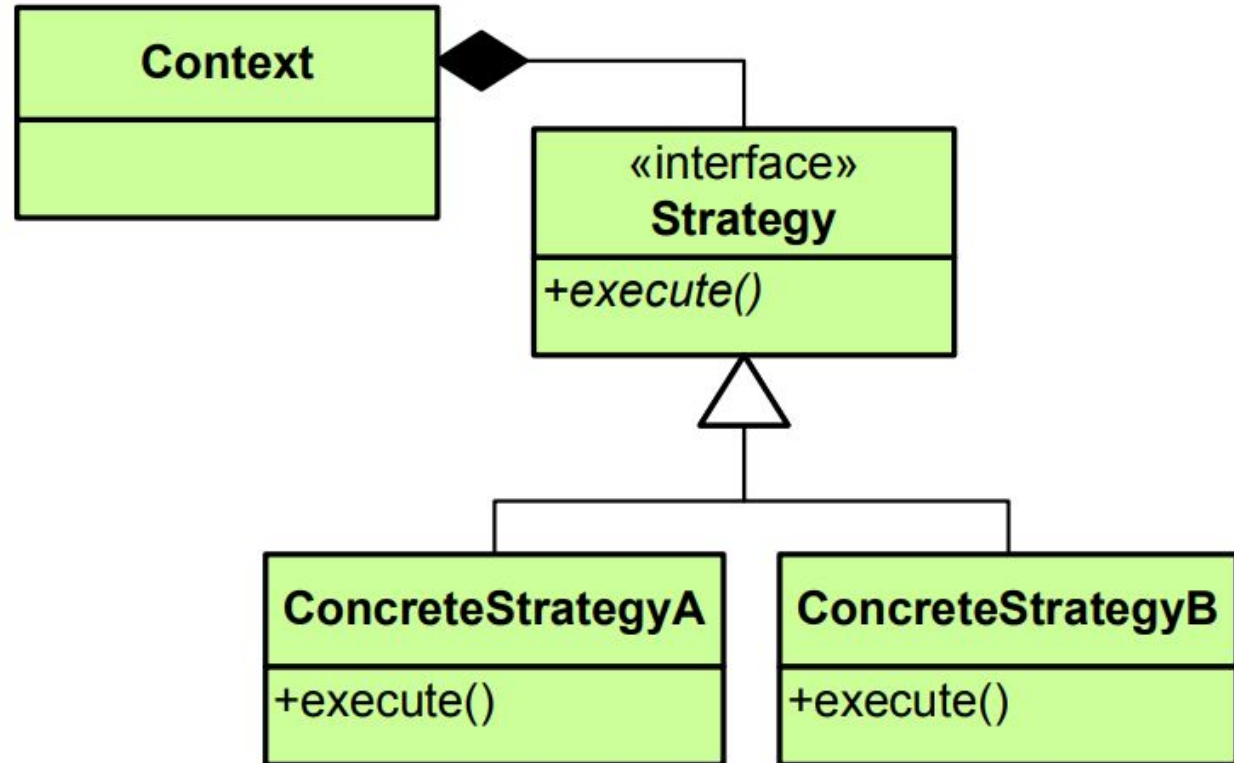 Context
«interface»
Strategy
+execute()
ConcreteStrategyA
+execute()
ConcreteStrategyB
+execute()